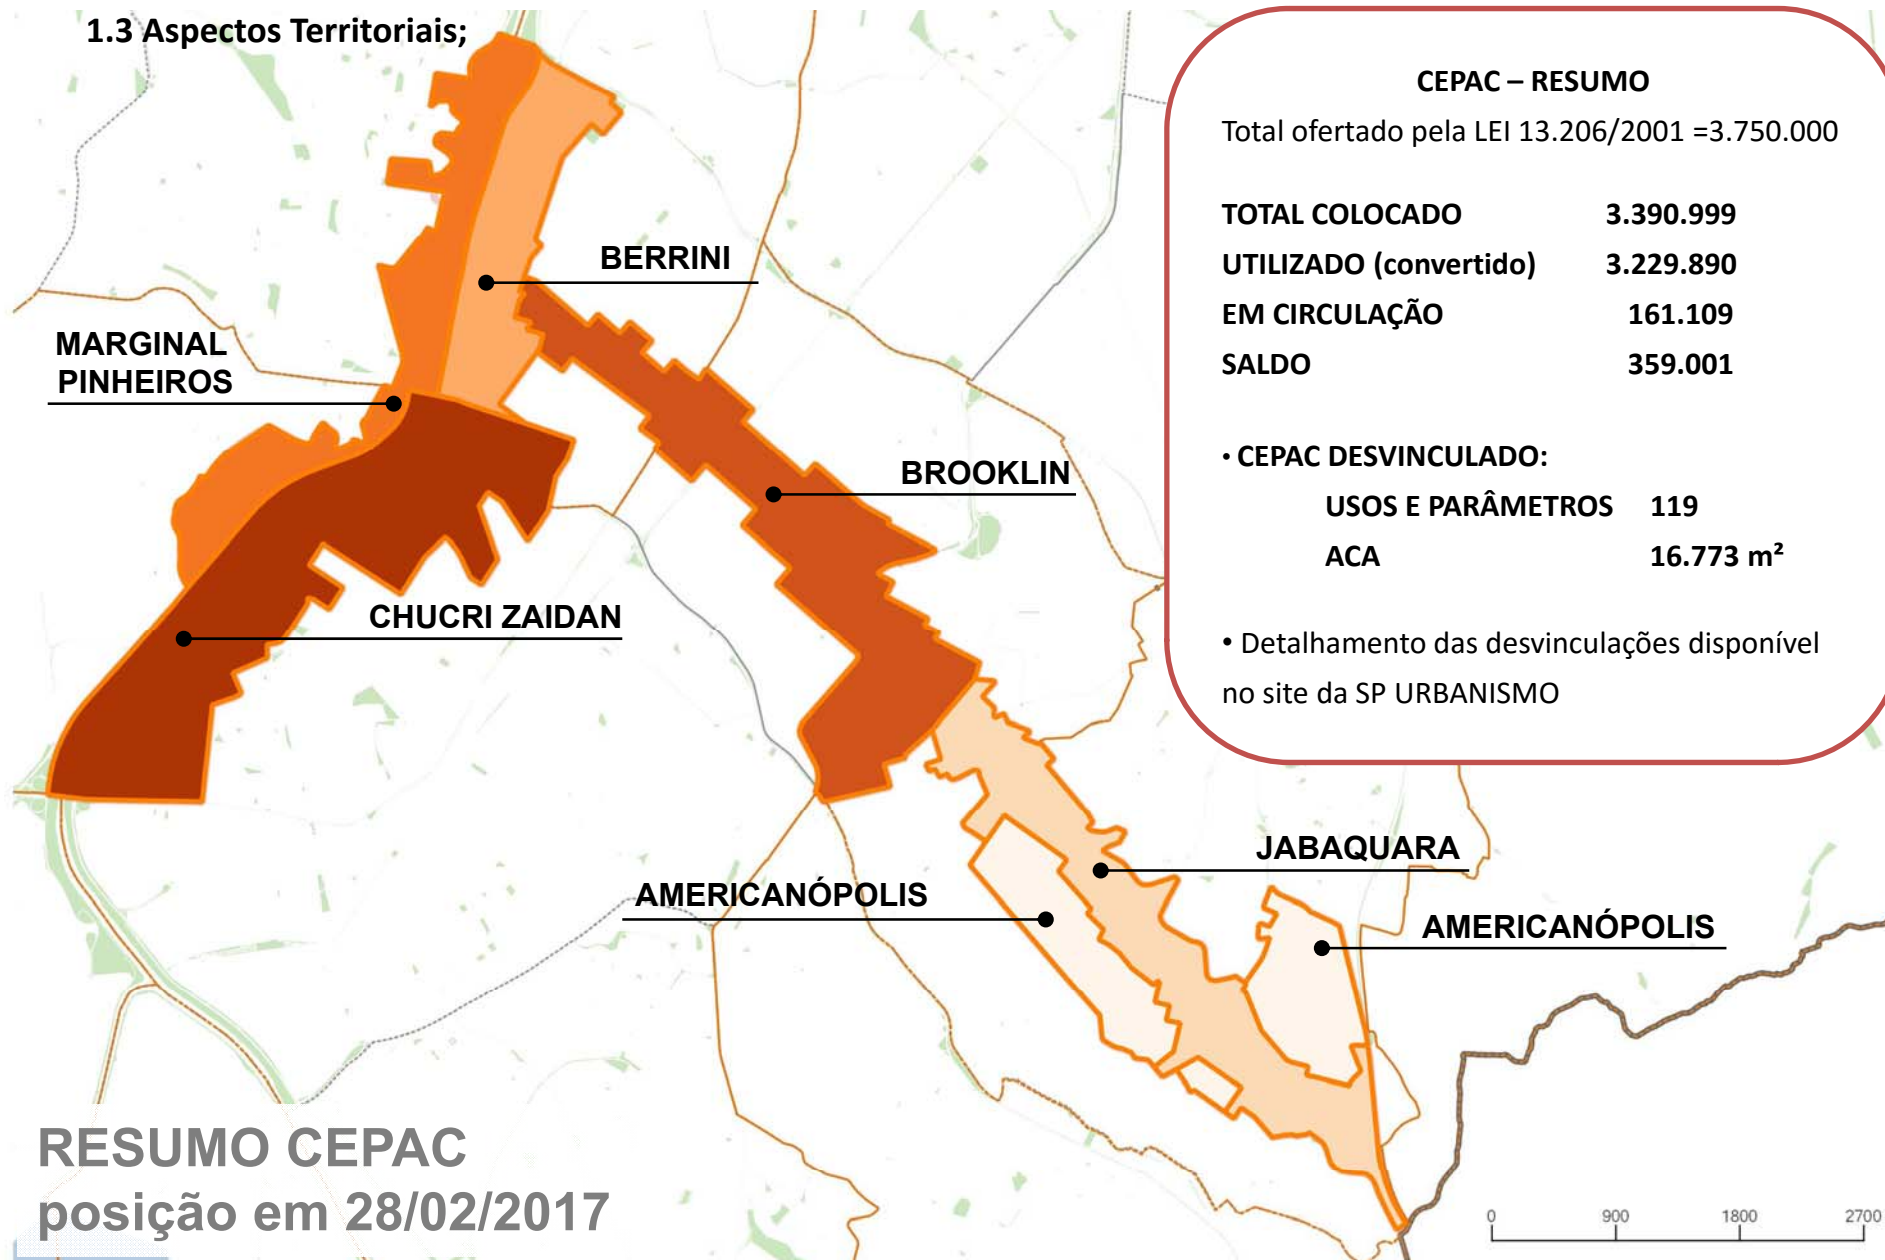 1.3 Aspectos Territoriais;
CEPAC – RESUMO
Total ofertado pela LEI 13.206/2001 =3.750.000
TOTAL COLOCADO 3.390.999
UTILIZADO (convertido) 3.229.890
EM CIRCULAÇÃO 161.109
SALDO 359.001
• CEPAC DESVINCULADO:
USOS E PARÂMETROS 119
ACA 16.773 m²
• Detalhamento das desvinculações disponível
no site da SP URBANISMO
BERRINI
MARGINAL
PINHEIROS
BROOKLIN
CHUCRI ZAIDAN
JABAQUARA
AMERICANÓPOLIS
AMERICANÓPOLIS
RESUMO CEPAC
posição em 28/02/2017
0 900 1800 2700